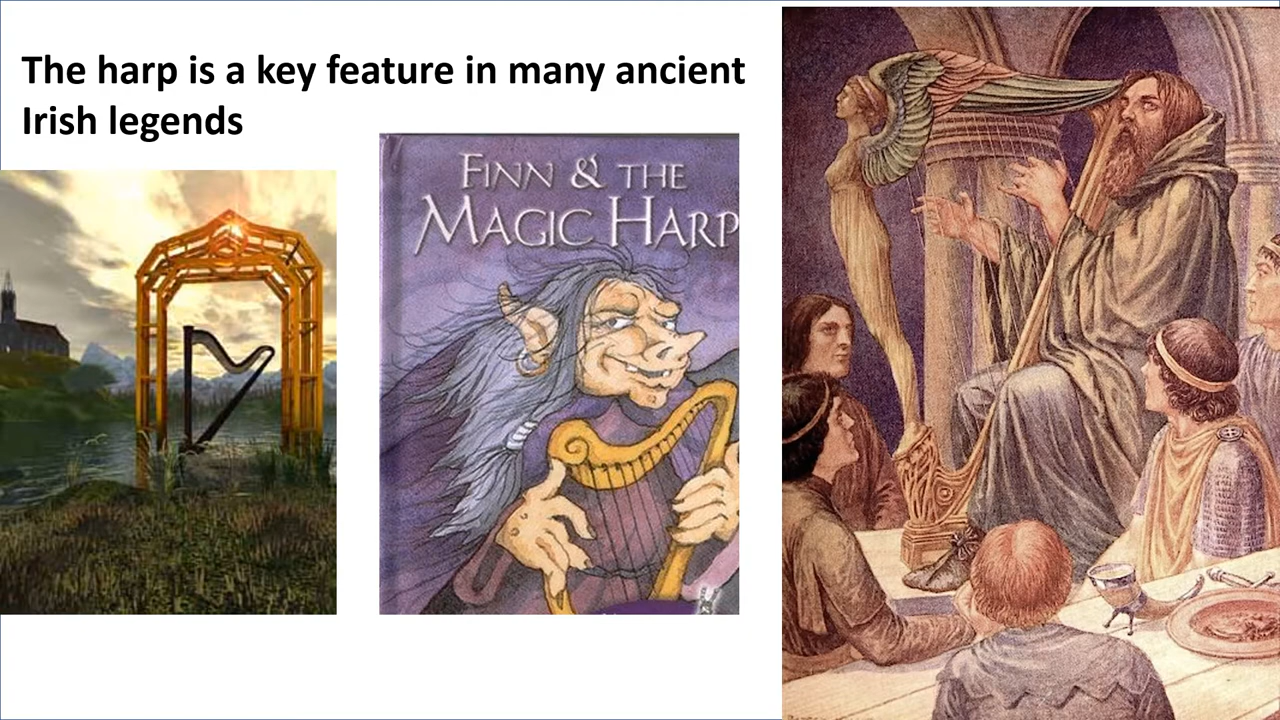 The harp is a key feature in many ancient
Irish legends
FINN & THE
MAGIC HARP